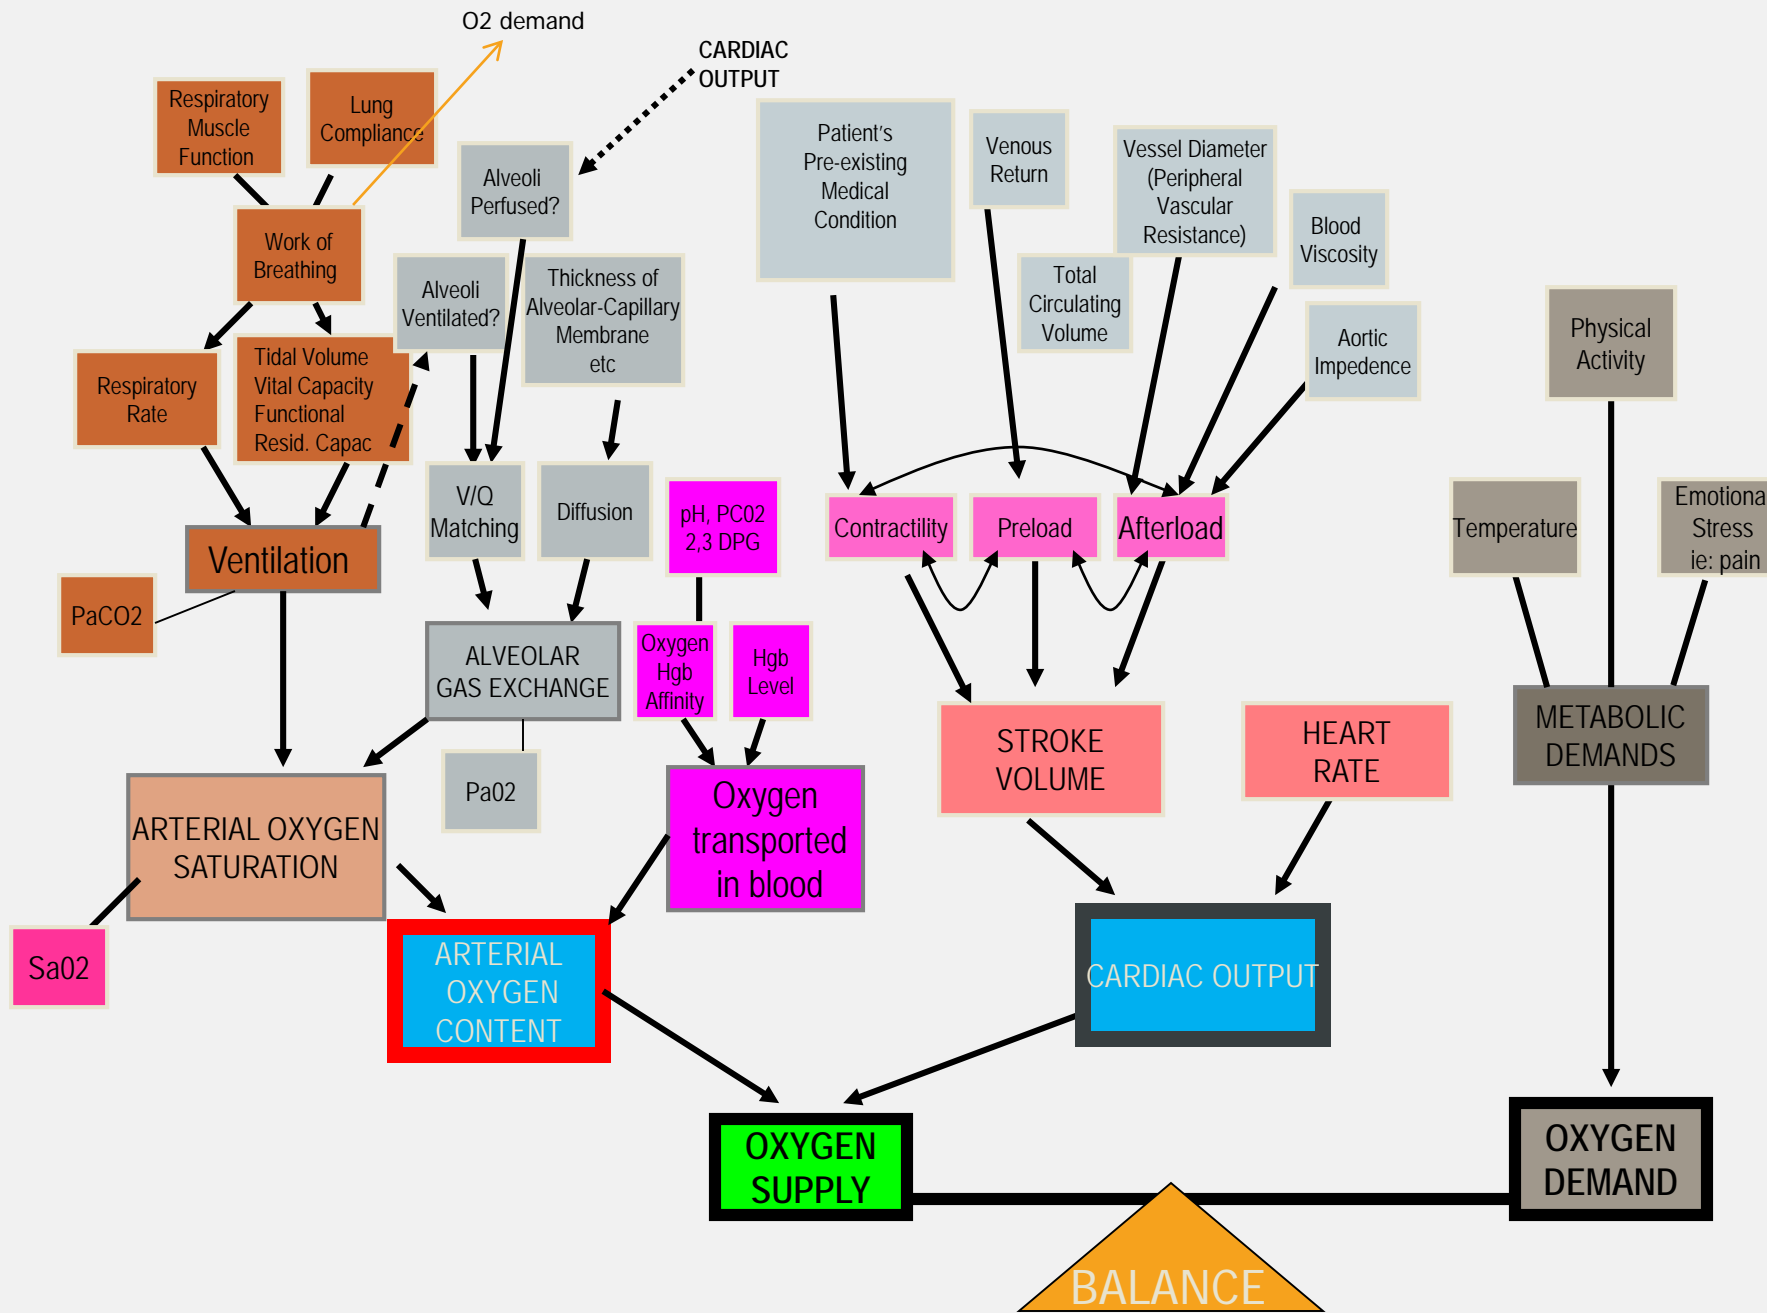 O2 demand
CARDIAC
OUTPUT
Respiratory
Muscle
Function
Lung
Compliance
Alveoli
Perfused?
Patient's
Pre-existing
Medical
Condition
Venous
Return
Vessel Diameter
(Peripheral
Vascular
Resistance)
Blood
Viscosity
Work of
Breathing
Alveoli
Ventilated?
Thickness of
Alveolar-Capillary
Membrane
etc
Total
Circulating
Volume
Aortic
Impedence
Physical
Activity
Respiratory
Rate
Tidal Volume
Vital Capacity
Functional
Resid. Capac
V/Q
Matching
Diffusion
pH, PC02
2,3 DPG
Contractility
Preload
Afterload
Temperature
Emotiona
Stress
ie: pain
Ventilation
PaCO2
ALVEOLAR
GAS EXCHANGE
Oxygen
Hgb
Affinity
Hgb
Level
STROKE
VOLUME
HEART
RATE
METABOLIC
DEMANDS
Pa02
Oxygen
transported
in blood
ARTERIAL OXYGEN
SATURATION
Sa02
ARTERIAL
OXYGEN
CONTENT
CARDIAC OUTPUT
OXYGEN
SUPPLY
OXYGEN
DEMAND
BALANCE